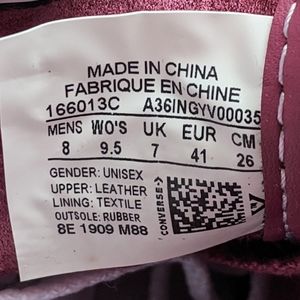 MADE IN CHINA
FABRIQUE EN CHINE
166013C A36INGYV00035
MENS WO'S UK EUR CM
8 9.5 7 41 26
GENDER: UNISEX
UPPER: LEATHER
LINING: TEXTILE
OUTSOLE: RUBBER
8E 1909 M88
CONVERSE